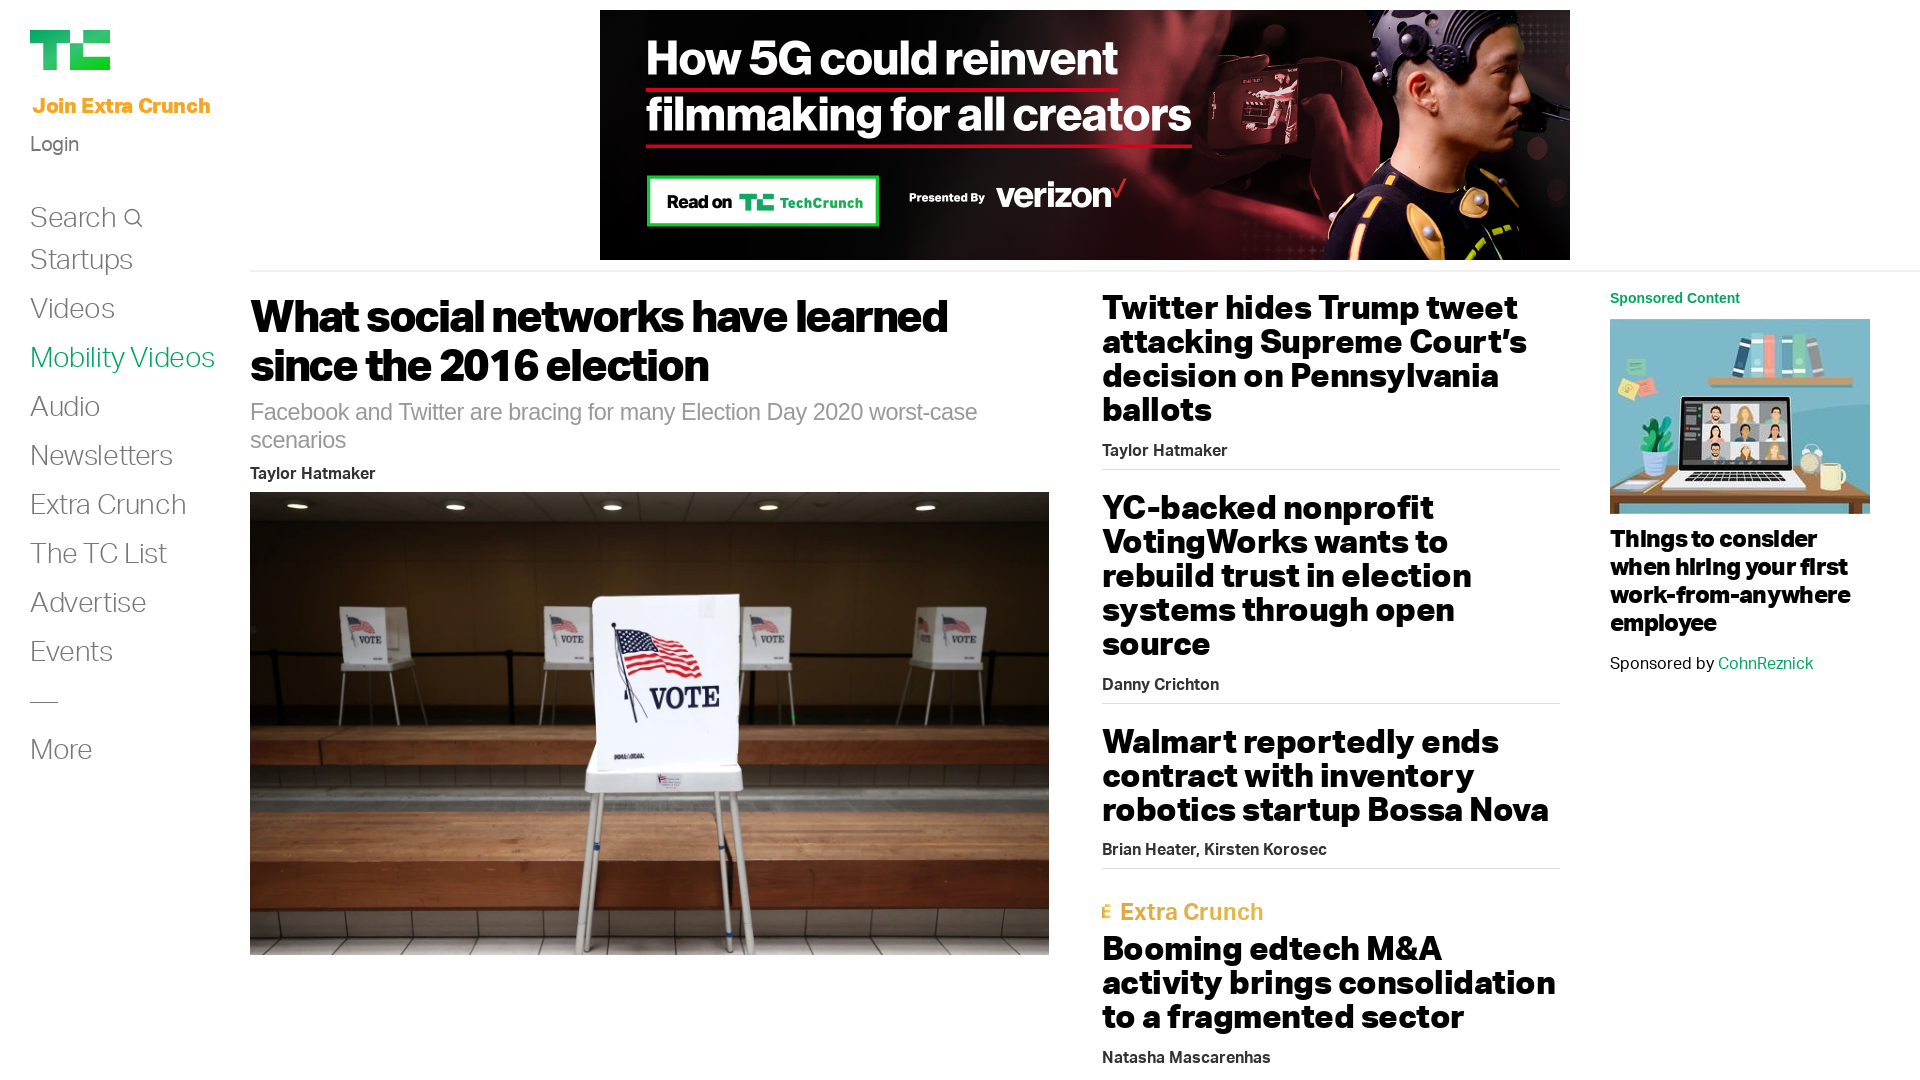 TC
Join Extra Crunch
Login
Search
Startups
Videos
Mobility Videos
Audio
Newsletters
Extra Crunch
The TC List
Advertise
Events
More
How 5G could reinvent
filmmaking for all creators
Read on TC TechCrunch
Presented By verizon
What social networks have learned
since the 2016 election
Facebook and Twitter are bracing for many Election Day 2020 worst-case
scenarios
Taylor Hatmaker
VOTE
VOTE
VOTE
VOTE
VOTE
Twitter hides Trump tweet
attacking Supreme Court’s
decision on Pennsylvania
ballots
Taylor Hatmaker
YC-backed nonprofit
VotingWorks wants to
rebuild trust in election
systems through open
source
Danny Crichton
Walmart reportedly ends
contract with inventory
robotics startup Bossa Nova
Brian Heater, Kirsten Korosec
Extra Crunch
Booming edtech M&A
activity brings consolidation
to a fragmented sector
Natasha Mascarenhas
Sponsored Content
Things to consider
when hiring your first
work-from-anywhere
employee
Sponsored by CohnReznick